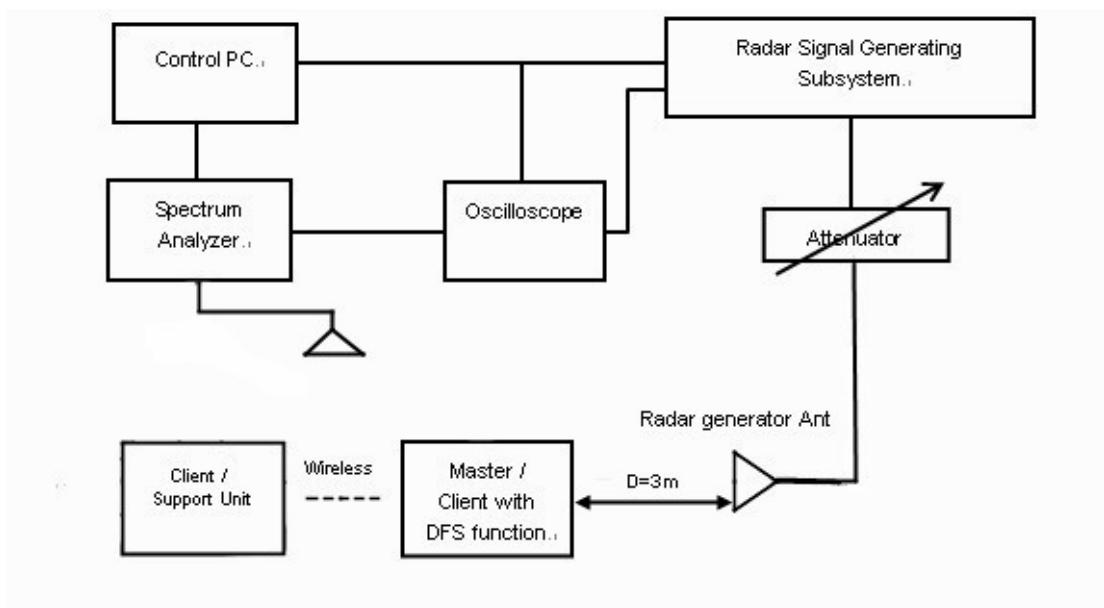 Control PC.
Radar Signal Generating
Subsystem.
Spectrum
Analyzer.
Oscilloscope
Attenuator
Radar generator Ant
Client /
Support Unit
Wireless
Master /
Client with
DFS function.
D=3m